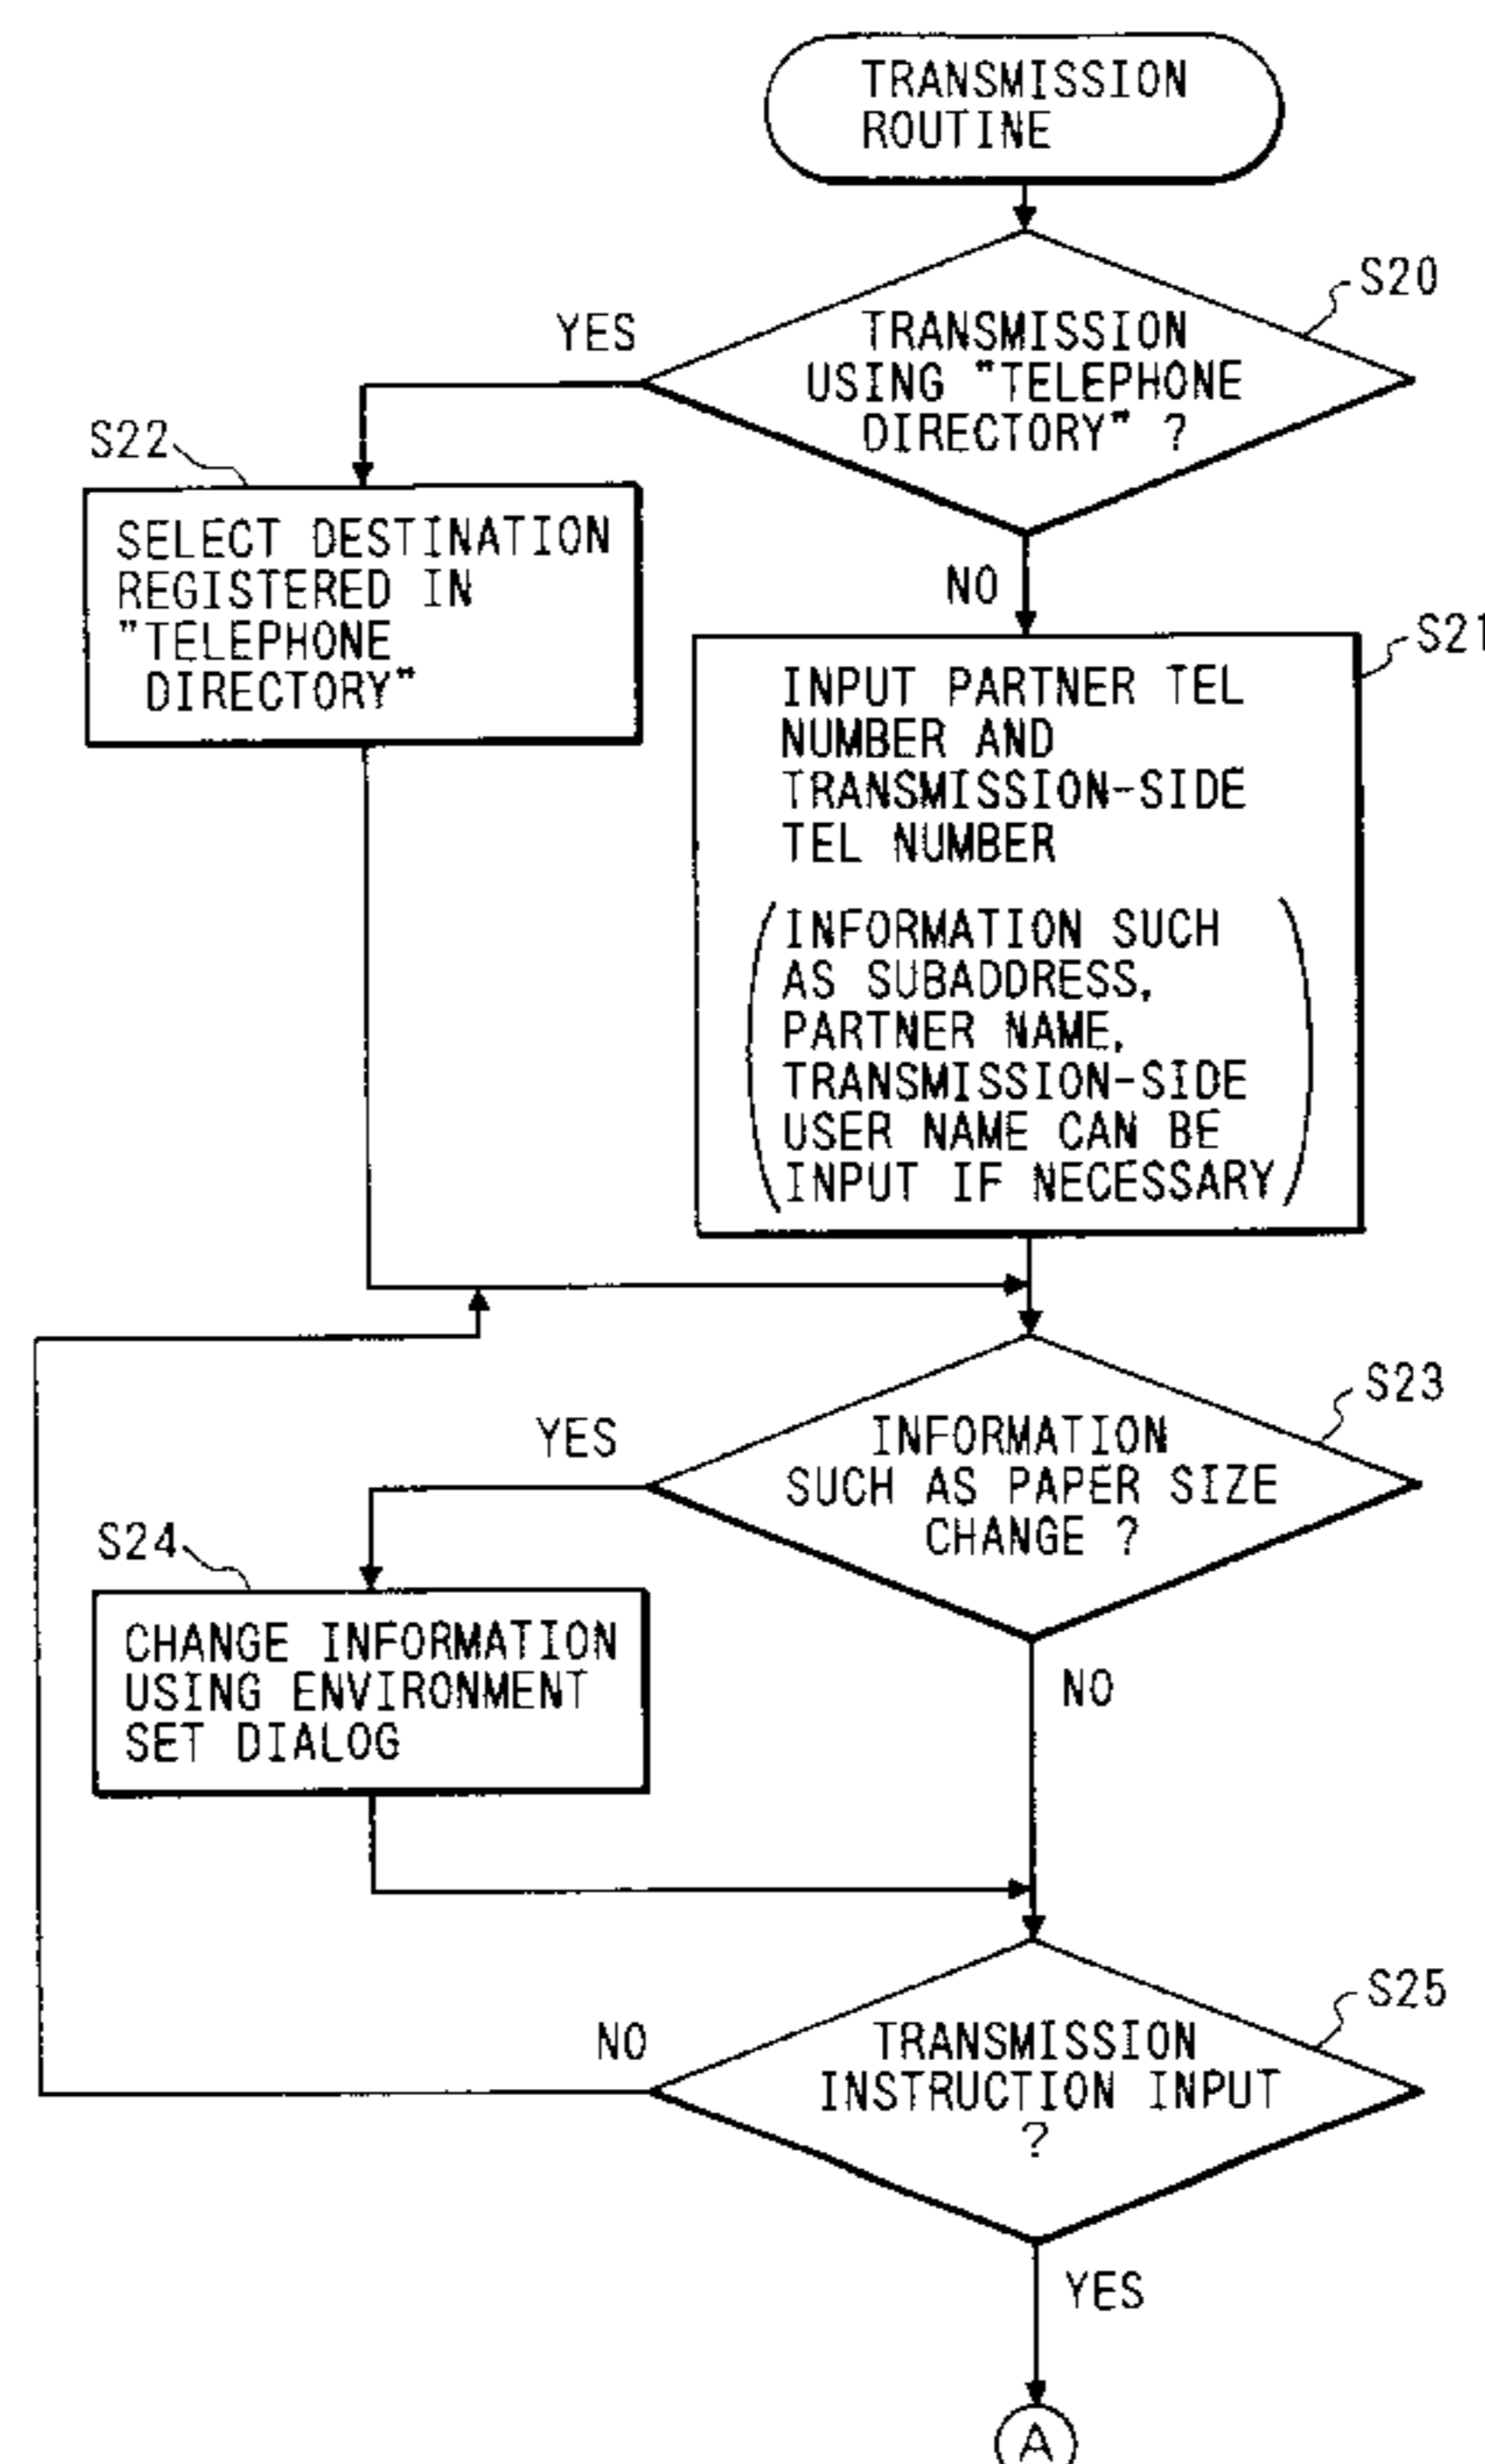 TRANSMISSION
ROUTINE
S20
YES
TRANSMISSION
USING "TELEPHONE
DIRECTORY" ?
S22
SELECT DESTINATION
REGISTERED IN
"TELEPHONE
DIRECTORY"
NO
S21
INPUT PARTNER TEL
NUMBER AND
TRANSMISSION-SIDE
TEL NUMBER
(INFORMATION SUCH
AS SUBADDRESS,
PARTNER NAME,
TRANSMISSION-SIDE
USER NAME CAN BE
INPUT IF NECESSARY)
S23
YES
INFORMATION
SUCH AS PAPER SIZE
CHANGE ?
S24
CHANGE INFORMATION
USING ENVIRONMENT
SET DIALOG
NO
S25
NO
TRANSMISSION
INSTRUCTION INPUT
?
YES
A